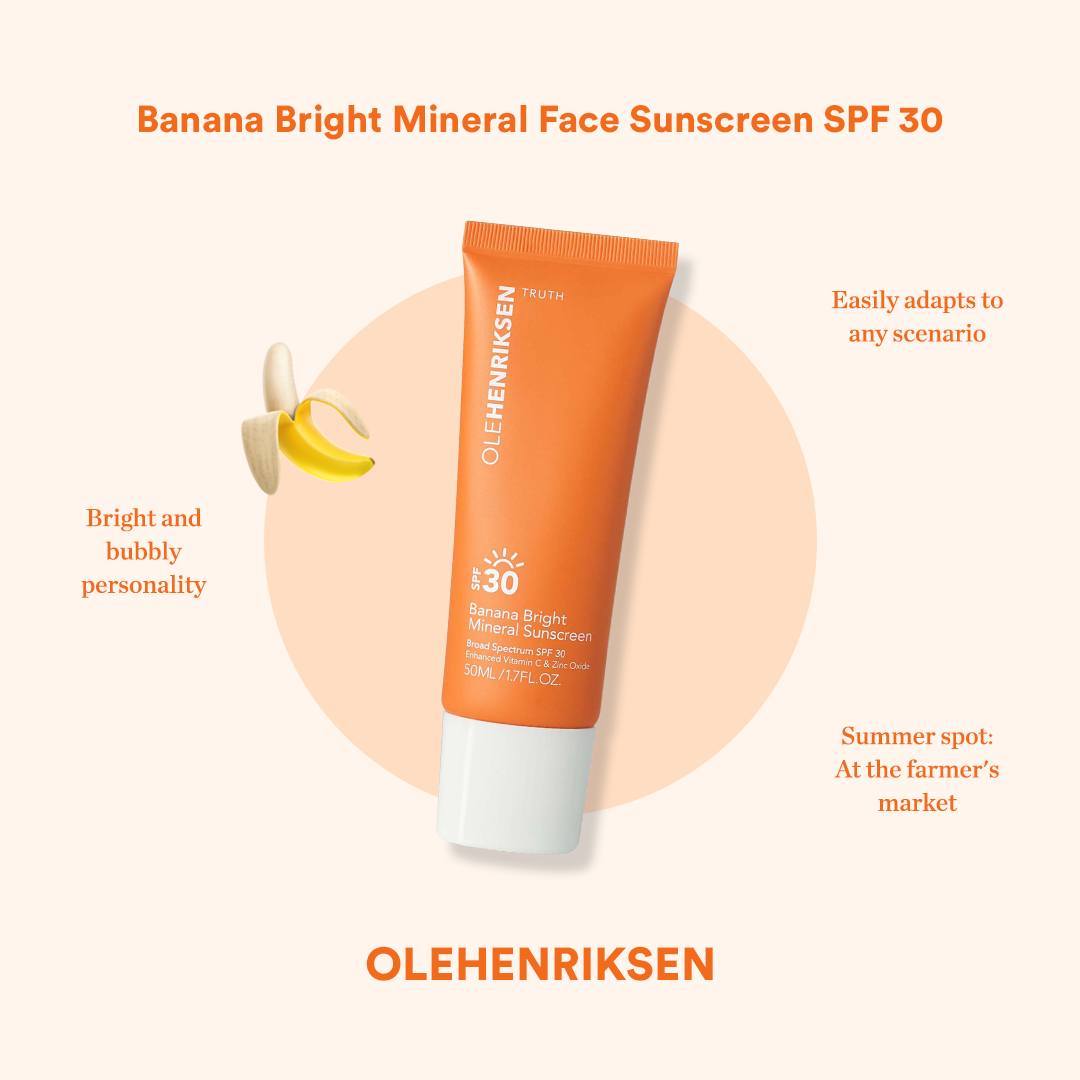 Banana Bright Mineral Face Sunscreen SPF 30
OLEHENRIKSEN
TRUTH
Easily adapts to
any scenario
Bright and
bubbly
personality
SPF
30
Banana Bright
Mineral Sunscreen
Broad Spectrum SPF 30
Enhanced Vitamin C & Zinc Oxide
50ML/1.7FL.OZ.
Summer spot:
At the farmer's
market
OLEHENRIKSEN